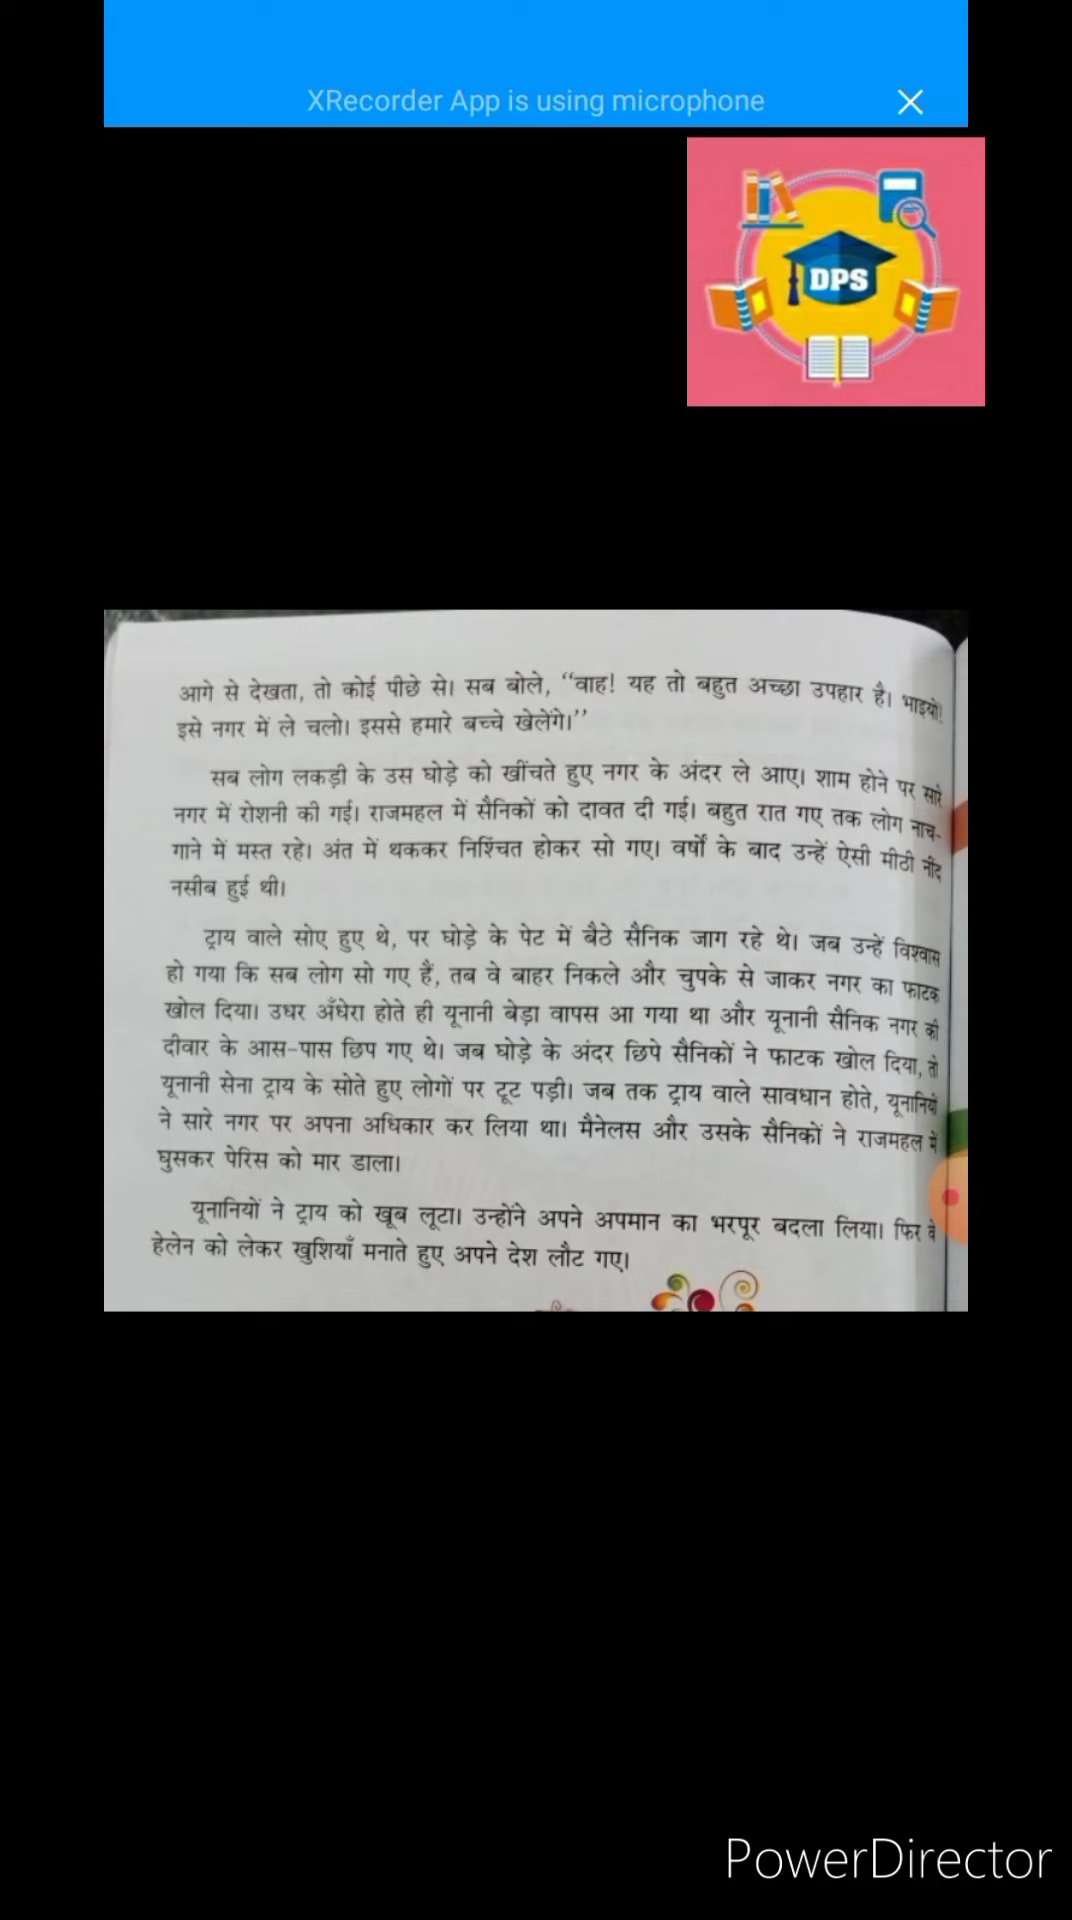 XRecorder App is using microphone
DPS
आगे से देखता, तो कोई पीछे से। सब बोले, ‘‘वाह! यह तो बहुत अच्छा उपहार है। भाइयो!
इसे नगर में ले चलो। इससे हमारे बच्चे खेलेंगे।’’
सब लोग लकड़ी के उस घोड़े को खींचते हुए नगर के अंदर ले आए। शाम होने पर सारे
नगर में रोशनी की गई। राजमहल में सैनिकों को दावत दी गई। बहुत रात गए तक लोग नाच-
गाने में मस्त रहे। अंत में थककर निश्चिंत होकर सो गए। वर्षों के बाद उन्हें ऐसी मीठी नींद
नसीब हुई थी।
ट्राय वाले सोए हुए थे, पर घोड़े के पेट में बैठे सैनिक जाग रहे थे। जब उन्हें विश्वास
हो गया कि सब लोग सो गए हैं, तब वे बाहर निकले और चुपके से जाकर नगर का फाटक
खोल दिया। उधर अँधेरा होते ही यूनानी बेड़ा वापस आ गया था और यूनानी सैनिक नगर की
दीवार के आस-पास छिप गए थे। जब घोड़े के अंदर छिपे सैनिकों ने फाटक खोल दिया, तो
यूनानी सेना ट्राय के सोते हुए लोगों पर टूट पड़ी। जब तक ट्राय वाले सावधान होते, यूनानियों
ने सारे नगर पर अपना अधिकार कर लिया था। मैनेलस और उसके सैनिकों ने राजमहल में
घुसकर पेरिस को मार डाला।
यूनानियों ने ट्राय को खूब लूटा। उन्होंने अपने अपमान का भरपूर बदला लिया। फिर वे
हेलेन को लेकर खुशियाँ मनाते हुए अपने देश लौट गए।
PowerDirector